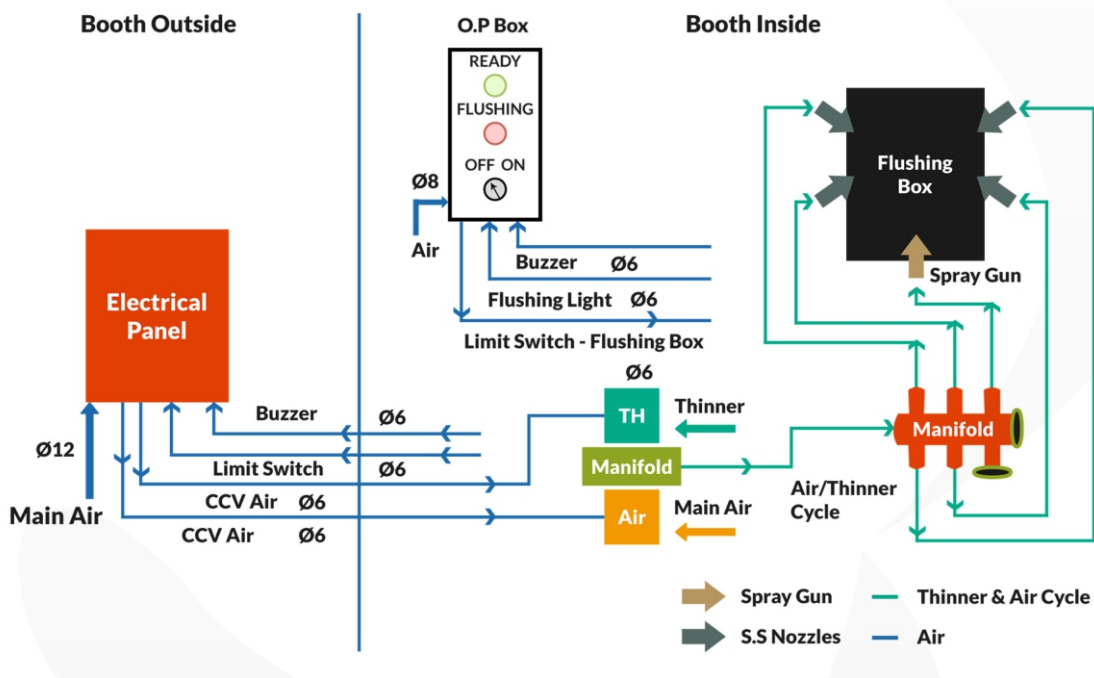 Booth Outside
O.P Box
Booth Inside
READY
FLUSHING
OFF ON
Ø8
Air
Buzzer Ø6
Flushing Light Ø6
Limit Switch - Flushing Box
Flushing
Box
Spray Gun
Electrical
Panel
Ø12
Main Air
Buzzer Ø6
Limit Switch Ø6
CCV Air Ø6
CCV Air Ø6
Ø6
TH
Thinner
Manifold
Air
Main Air
Air/Thinner
Cycle
Manifold
Spray Gun
Thinner & Air Cycle
S.S Nozzles
Air